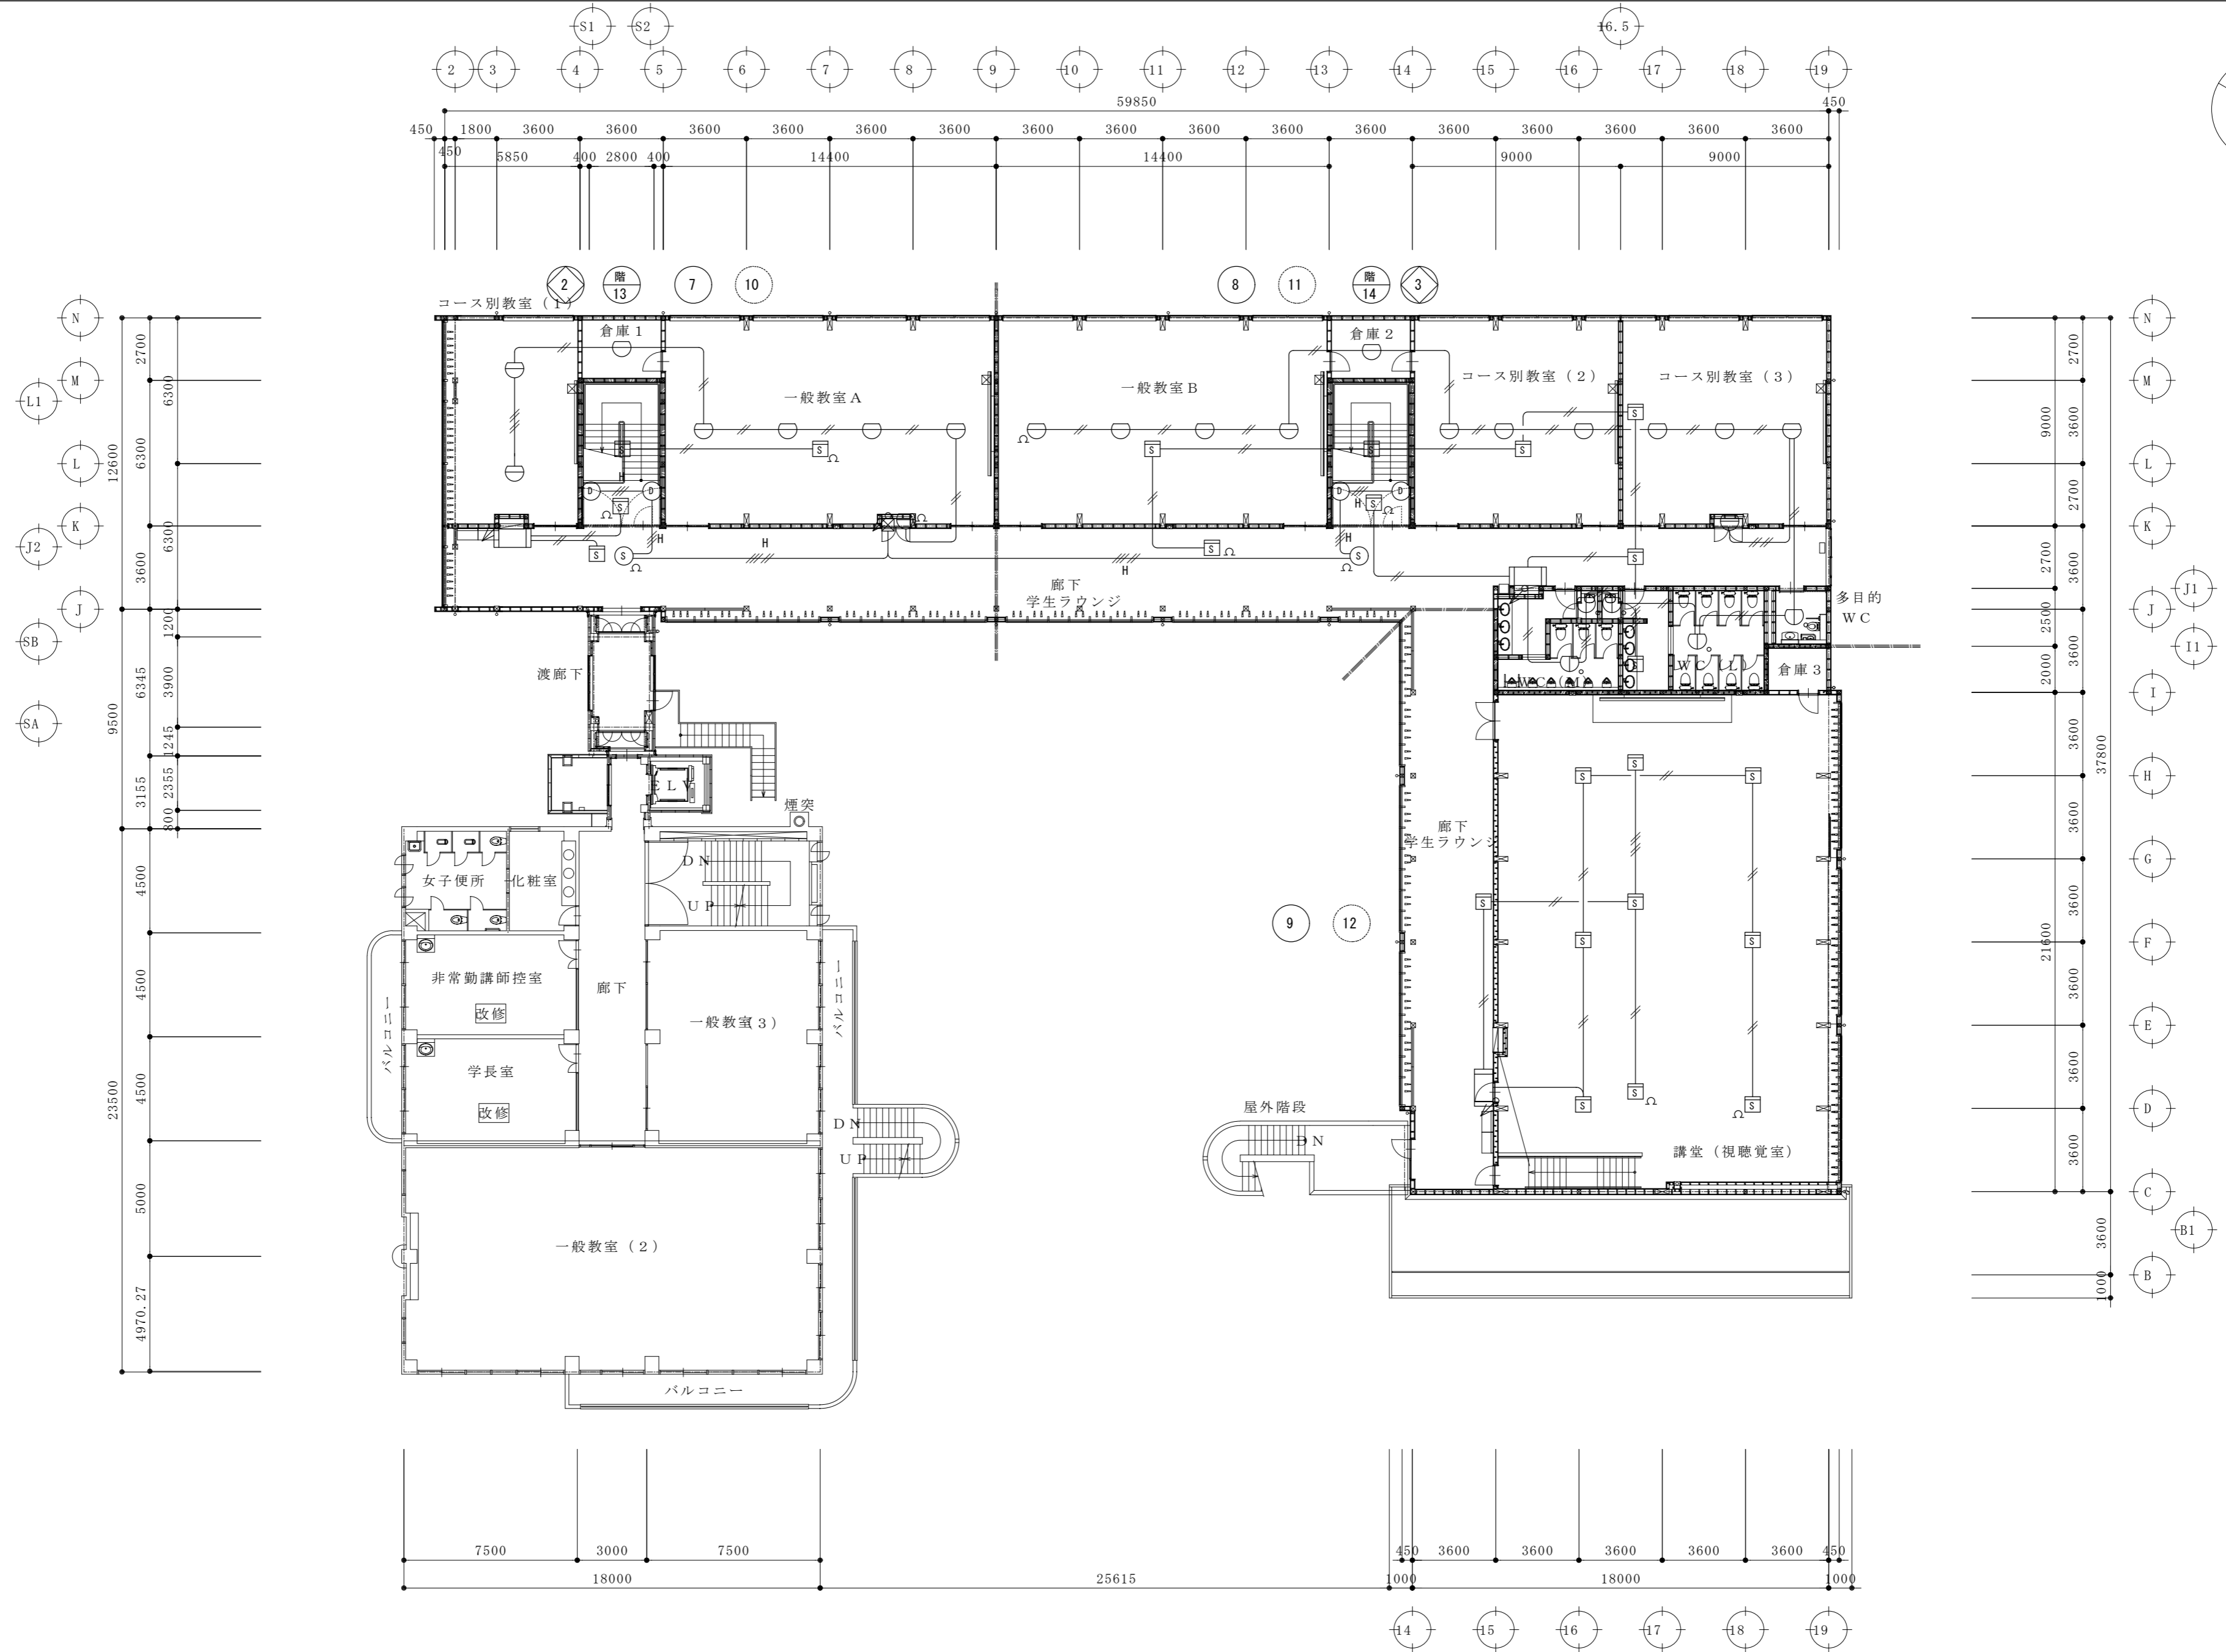 S1 S2 16.5
2 3 4 5 6 7 8 9 10 11 12 13 14 15 16 17 18 19
59850 450
450 1800 3600 3600 3600 3600 3600 3600 3600 3600 3600 3600 3600 3600 3600 3600 3600 3600
450 5850 400 2800 400 14400 14400 9000 9000
2 階 13 7 10 8 11 階 14 3
コース別教室(1)
倉庫1 倉庫2
コース別教室(2) コース別教室(3)
一般教室A 一般教室B
S S S S S
H H
D D D D
S S
H H H H
S S S S S
Ω Ω Ω Ω Ω Ω Ω Ω Ω
廊下
学生ラウンジ
多目的
WC
WC(M) WC(L) 倉庫3
渡廊下
ELV
煙突
DN
UP
女子便所 化粧室
廊下
学生ラウンジ
S S S
S S
S S
S S S
Ω Ω
9 12
非常勤講師控室
改修
廊下
一般教室(3)
バルコニー
バルコニー
学長室
改修
DN
UP
屋外階段
DN
講堂(視聴覚室)
一般教室(2)
バルコニー
N M L1 L K J2 J SB SA
12600 9500 23500
2700 6300 3600 6345 3155 4500 4500 4500 5000 4970.27
6300 6300 1200 3900 1245 2355 800
N M L K J1 J I1 I H G F E D C B1 B
9000 2700 2500 2000 21600
2700 3600 2700 3600 3600 3600 3600 3600 3600 3600 3600
37800 3600 1000
7500 3000 7500
18000 25615
450 3600 3600 3600 3600 3600 450
1000 18000 1000
14 15 16 17 18 19